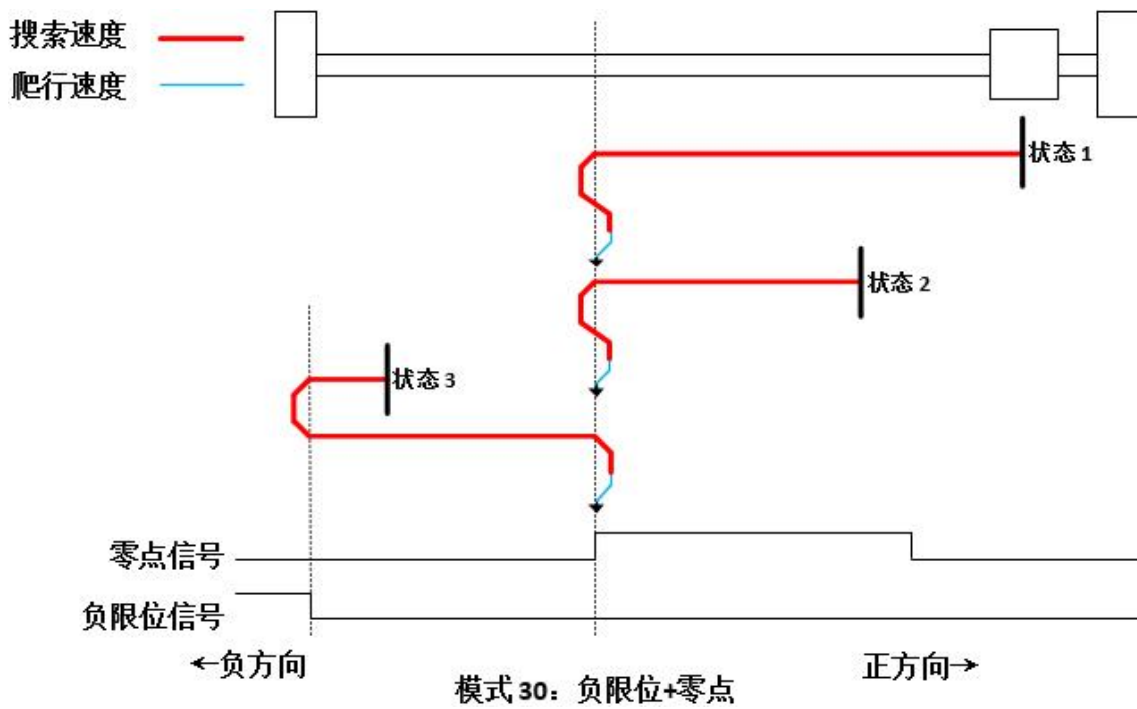 搜索速度
爬行速度
状态1
状态2
状态3
零点信号
负限位信号
←负方向
正方向→
模式30：负限位+零点